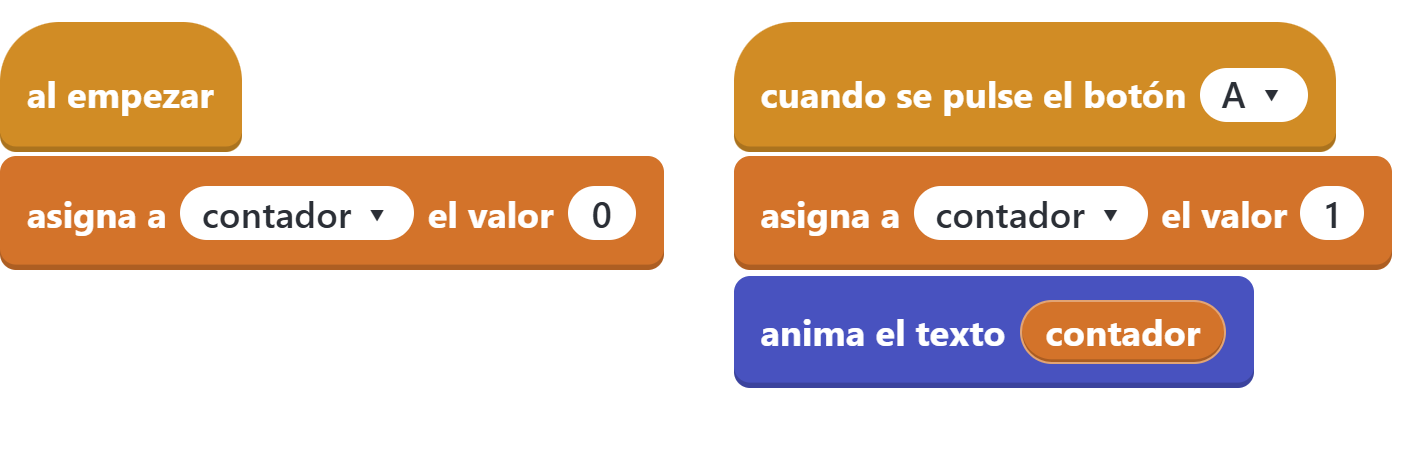 al empezar
asigna a contador el valor 0
cuando se pulse el botón A
asigna a contador el valor 1
anima el texto contador